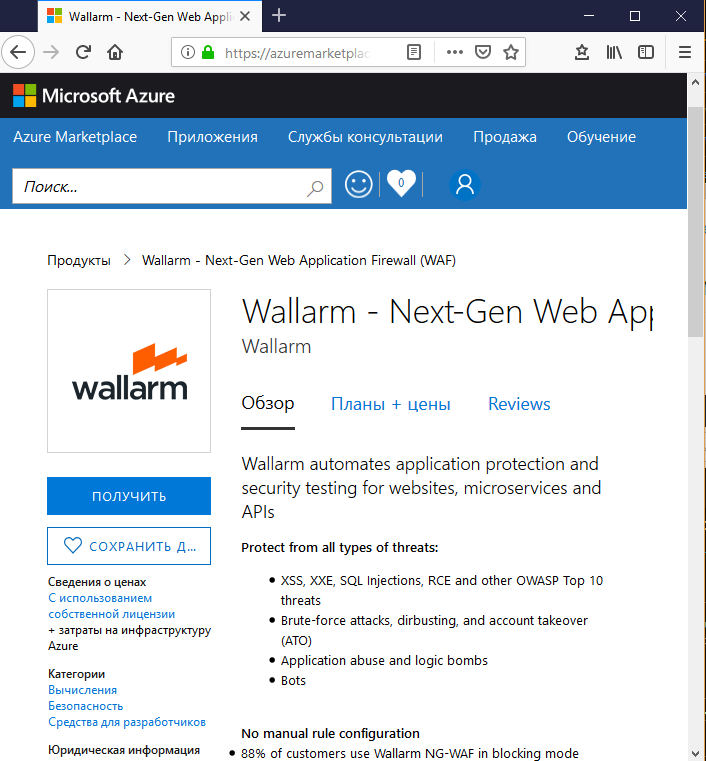 Wallarm - Next-Gen Web Appli
https://azuremarketplac
Microsoft Azure
Azure Marketplace Приложения Службы консультации Продажа Обучение
Поиск...
0
Продукты > Wallarm - Next-Gen Web Application Firewall (WAF)
wallarm
Wallarm - Next-Gen Web App
Wallarm
Обзор Планы + цены Reviews
ПОЛУЧИТЬ
СОХРАНИТЬ Д...
Сведения о ценах
С использованием
собственной лицензии
+ затраты на инфраструктуру
Azure
Категории
Вычисления
Безопасность
Средства для разработчиков
Юридическая информация
Wallarm automates application protection and
security testing for websites, microservices and
APIs
Protect from all types of threats:
• XSS, XXE, SQL Injections, RCE and other OWASP Top 10
threats
• Brute-force attacks, dirbusting, and account takeover
(ATO)
• Application abuse and logic bombs
• Bots
No manual rule configuration
• 88% of customers use Wallarm NG-WAF in blocking mode